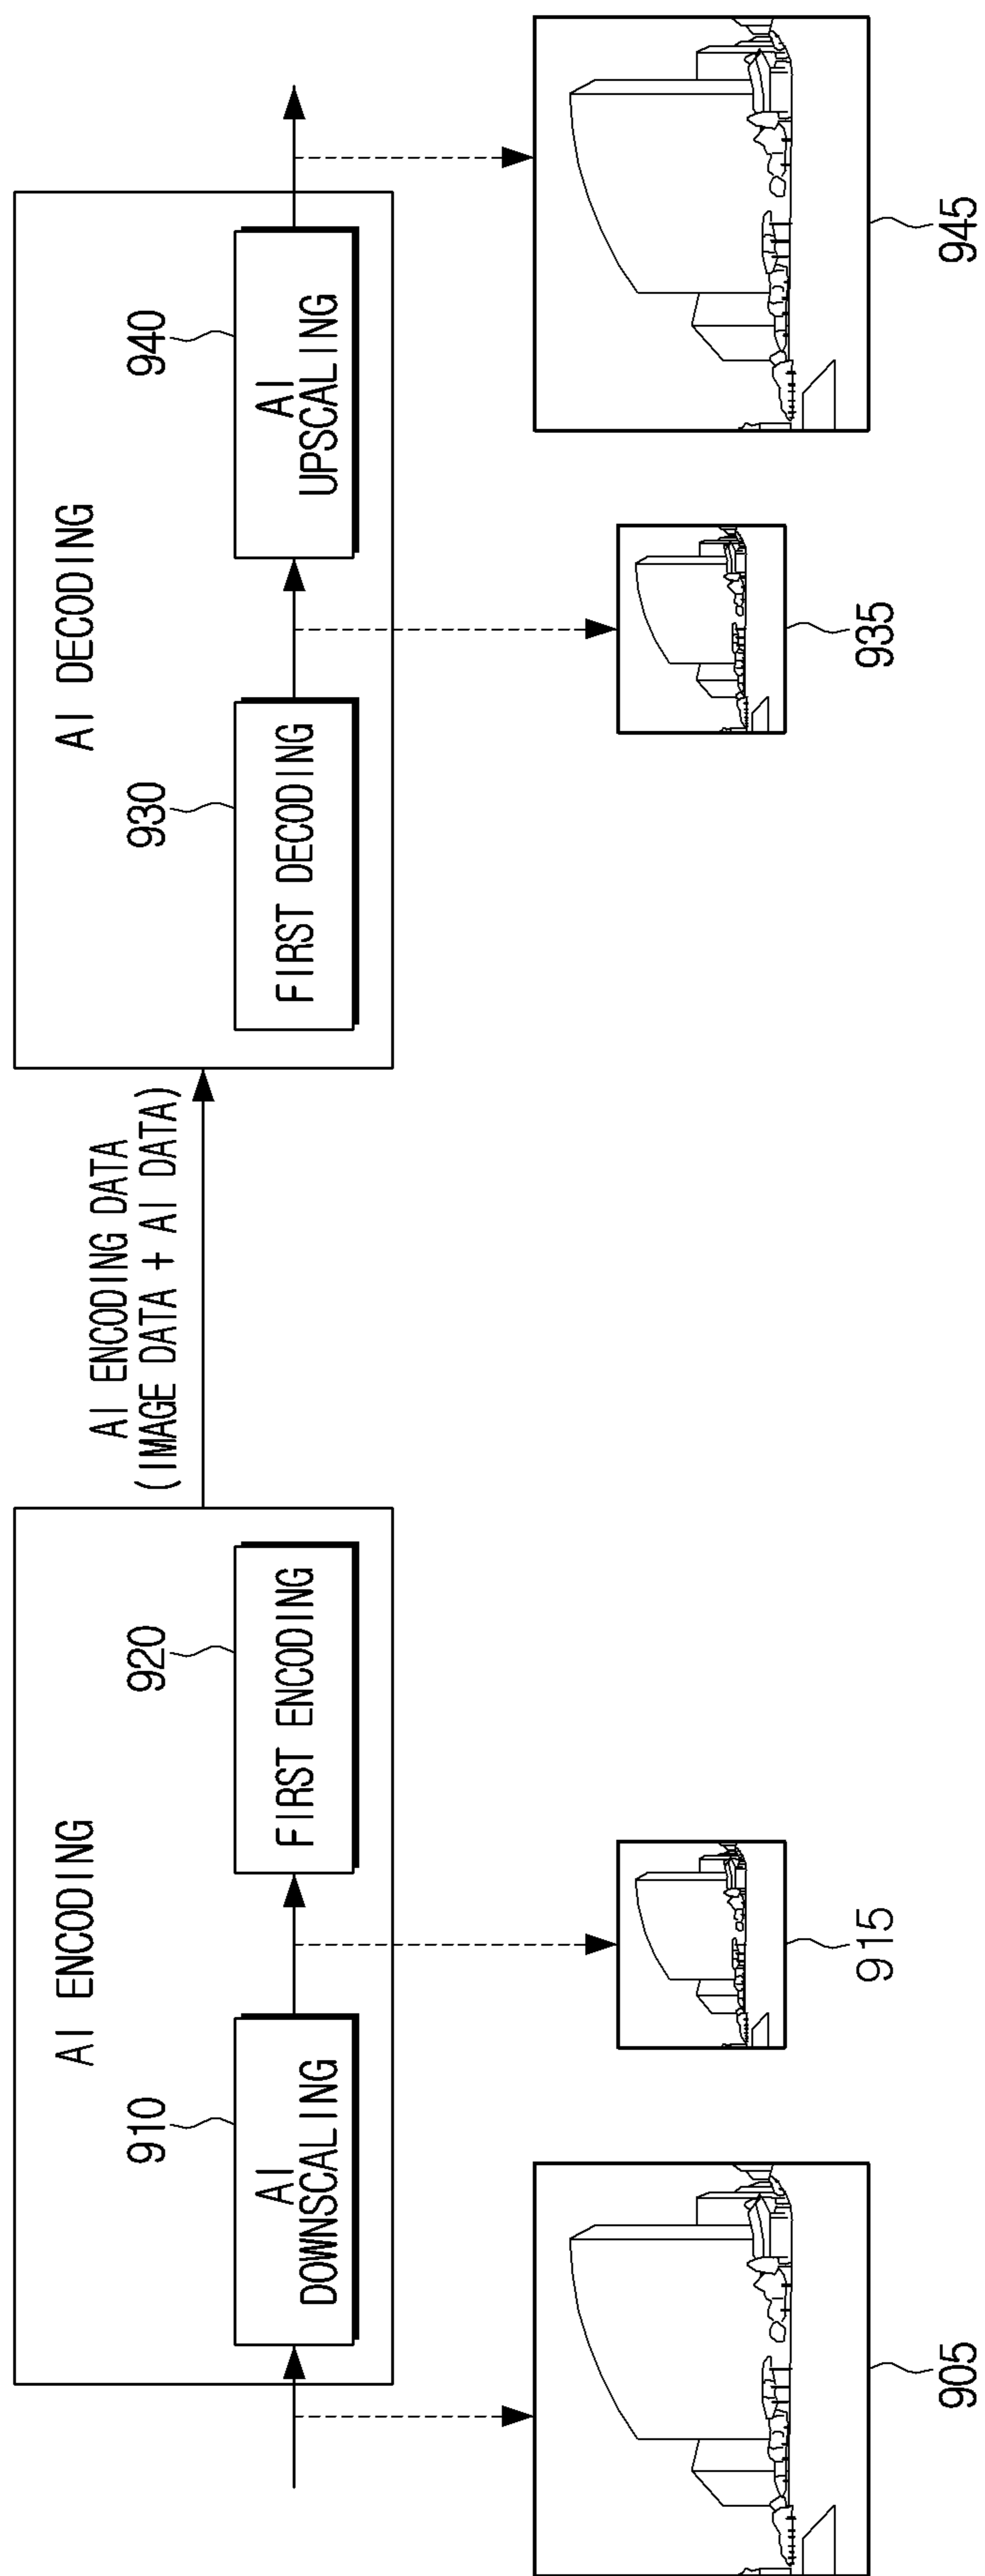 AI ENCODING
910
AI
DOWNSCALING
920
FIRST ENCODING
AI ENCODING DATA
(IMAGE DATA + AI DATA)
AI DECODING
930
FIRST DECODING
940
AI
UPSCALING
905
915
935
945